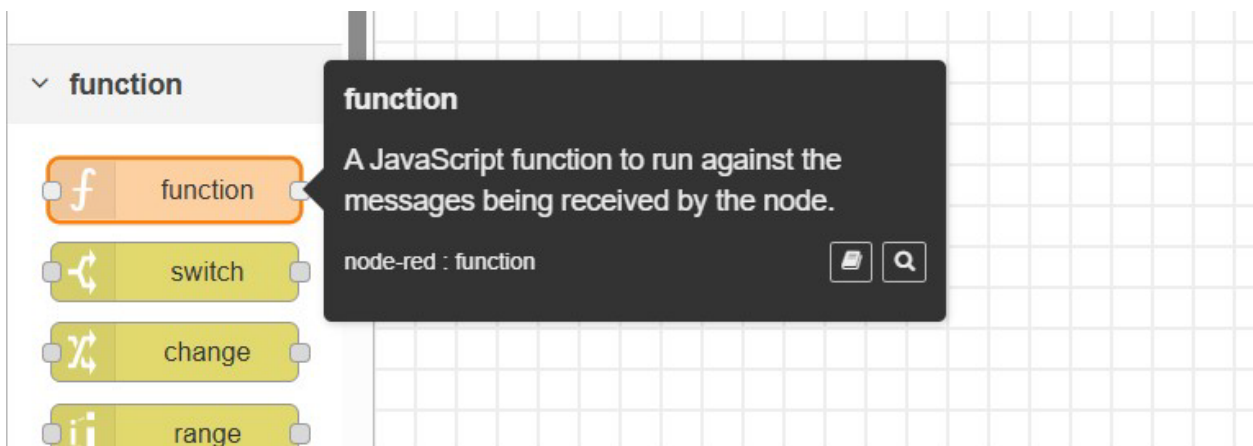 function
function
A JavaScript function to run against the
messages being received by the node.
node-red : function
function
switch
change
range